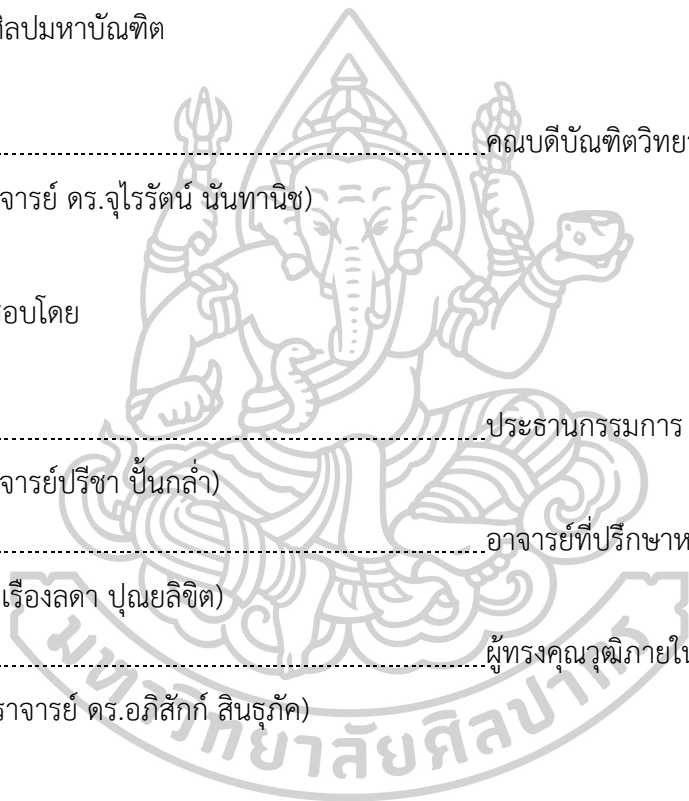 ศิลปมหาบัณฑิต
คณบดีบัณฑิตวิทยา
จารย์ ดร.จุไรรัตน์ นันทานิช)
สอบโดย
ประธานกรรมการ
จารย์ปรีชา ปั้นกล่ำ)
อาจารย์ที่ปรึกษาห
เรืองลดา ปุณยลิขิต)
ผู้ทรงคุณวุฒิภายใน
ราจารย์ ดร.อภิสักก์ สินธุภัค)
มหาวิทยาลัยศิลปากร